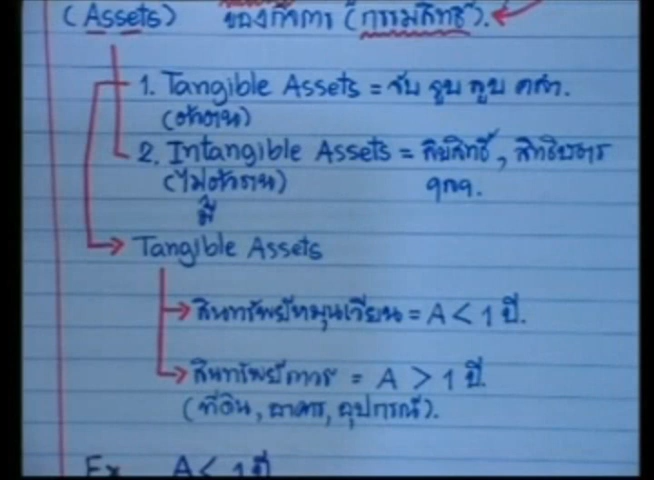 (Assets) ของกิจการ (กรรมสิทธิ์).
1. Tangible Assets = จับ รูบ ลูบ คลำ.
(มีตัวตน)
2. Intangible Assets = ลิขสิทธิ์, สิทธิบัตร
(ไม่มีตัวตน) ฯลฯ.
Tangible Assets
สินทรัพย์หมุนเวียน = A < 1 ปี.
สินทรัพย์ถาวร = A > 1 ปี.
(ที่ดิน, อาคาร, อุปกรณ์).
Ex A < 1 ปี